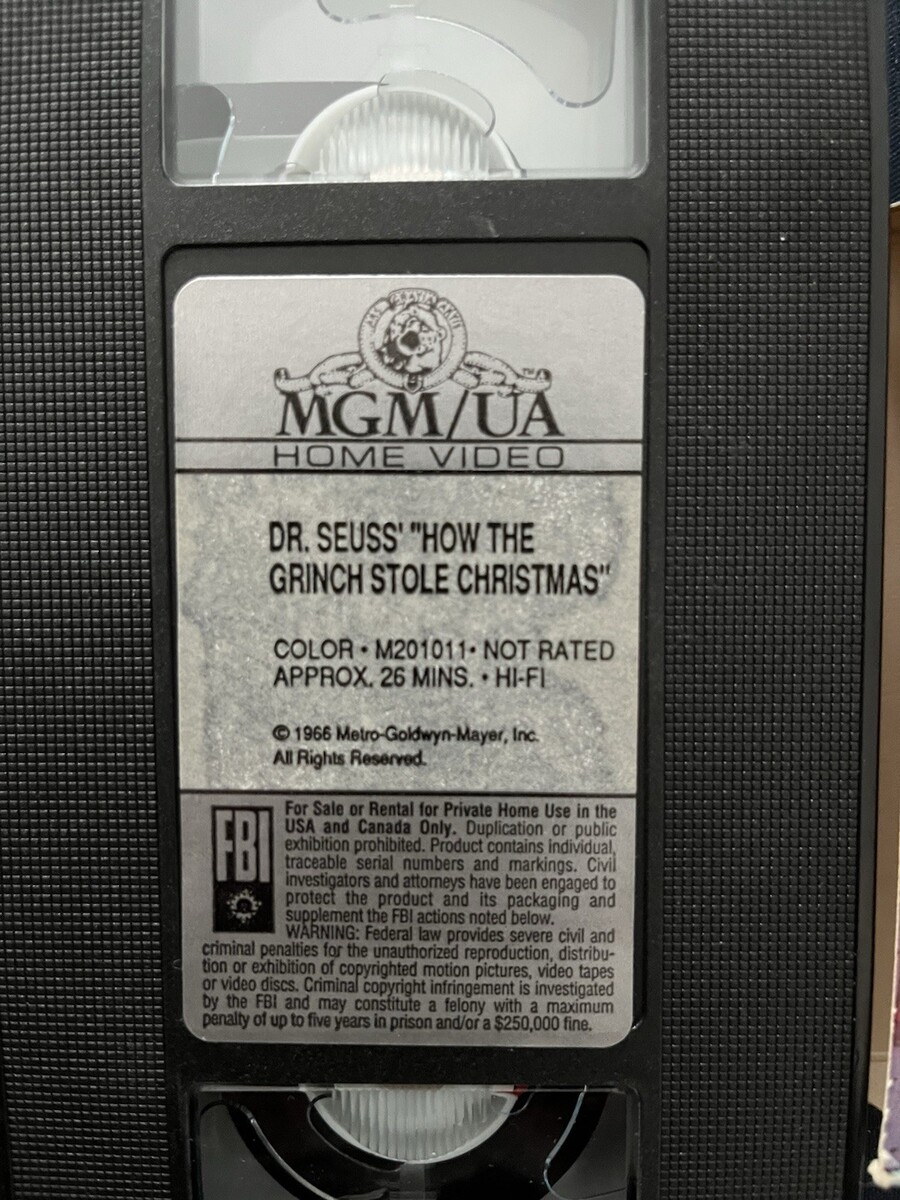 ARS GRATIA ARTIS
TM
MGM/UA
HOME VIDEO
DR. SEUSS' "HOW THE
GRINCH STOLE CHRISTMAS"
COLOR • M201011• NOT RATED
APPROX. 26 MINS. • HI-FI
© 1966 Metro-Goldwyn-Mayer, Inc.
All Rights Reserved.
FBI
For Sale or Rental for Private Home Use in the
USA and Canada Only. Duplication or public
exhibition prohibited. Product contains individual,
traceable serial numbers and markings. Civil
investigators and attorneys have been engaged to
protect the product and its packaging and
supplement the FBI actions noted below.
WARNING: Federal law provides severe civil and
criminal penalties for the unauthorized reproduction, distribu-
tion or exhibition of copyrighted motion pictures, video tapes
or video discs. Criminal copyright infringement is investigated
by the FBI and may constitute a felony with a maximum
penalty of up to five years in prison and/or a $250,000 fine.